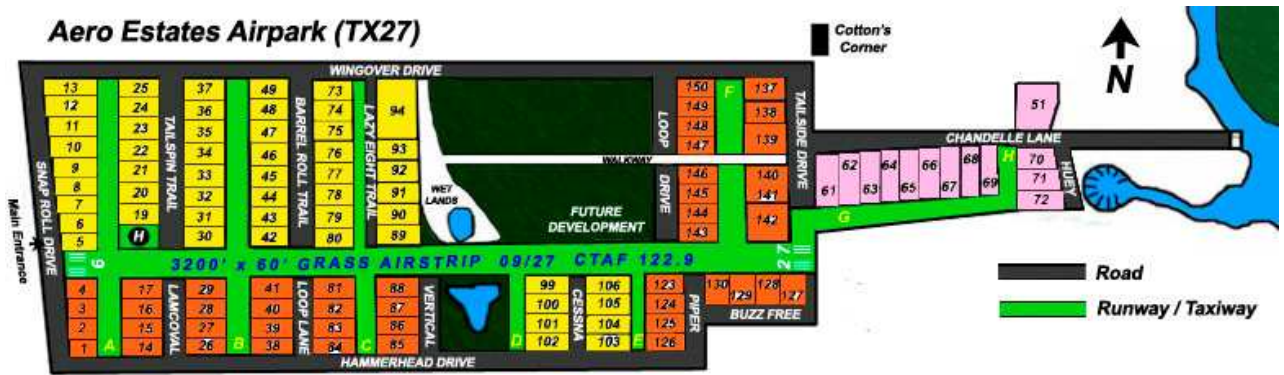 Aero Estates Airpark (TX27)
Cotton's
Corner
N
WINGOVER DRIVE
13
12
11
10
9
8
7
6
5
25
24
23
22
21
20
19
H
TAILSPIN TRAIL
37
36
35
34
33
32
31
30
49
48
47
46
45
44
43
42
BARREL ROLL TRAIL
73
74
75
76
77
78
79
80
LAZY EIGHT TRAIL
94
93
92
91
90
89
WET
LANDS
FUTURE
DEVELOPMENT
WALKWAY
LOOP
DRIVE
150
149
148
147
146
145
144
143
F
137
138
139
140
141
142
TAILSIDE DRIVE
CHANDELLE LANE
51
61
62
63
64
65
66
67
68
69
H
70
71
72
HUEY
G
SNAP ROLL DRIVE
Main Entrance
9
3200' x 60' GRASS AIRSTRIP 09/27 CTAF 122.9
27
4
3
2
1
A
17
16
15
14
LAMCOVAL
29
28
27
26
B
41
40
39
38
LOOP LANE
81
82
83
84
C
88
87
86
85
VERTICAL
D
99
100
101
102
CESSNA
106
105
104
103
E
123
124
125
126
PIPER
130
129
128
127
BUZZ FREE
HAMMERHEAD DRIVE
Road
Runway / Taxiway